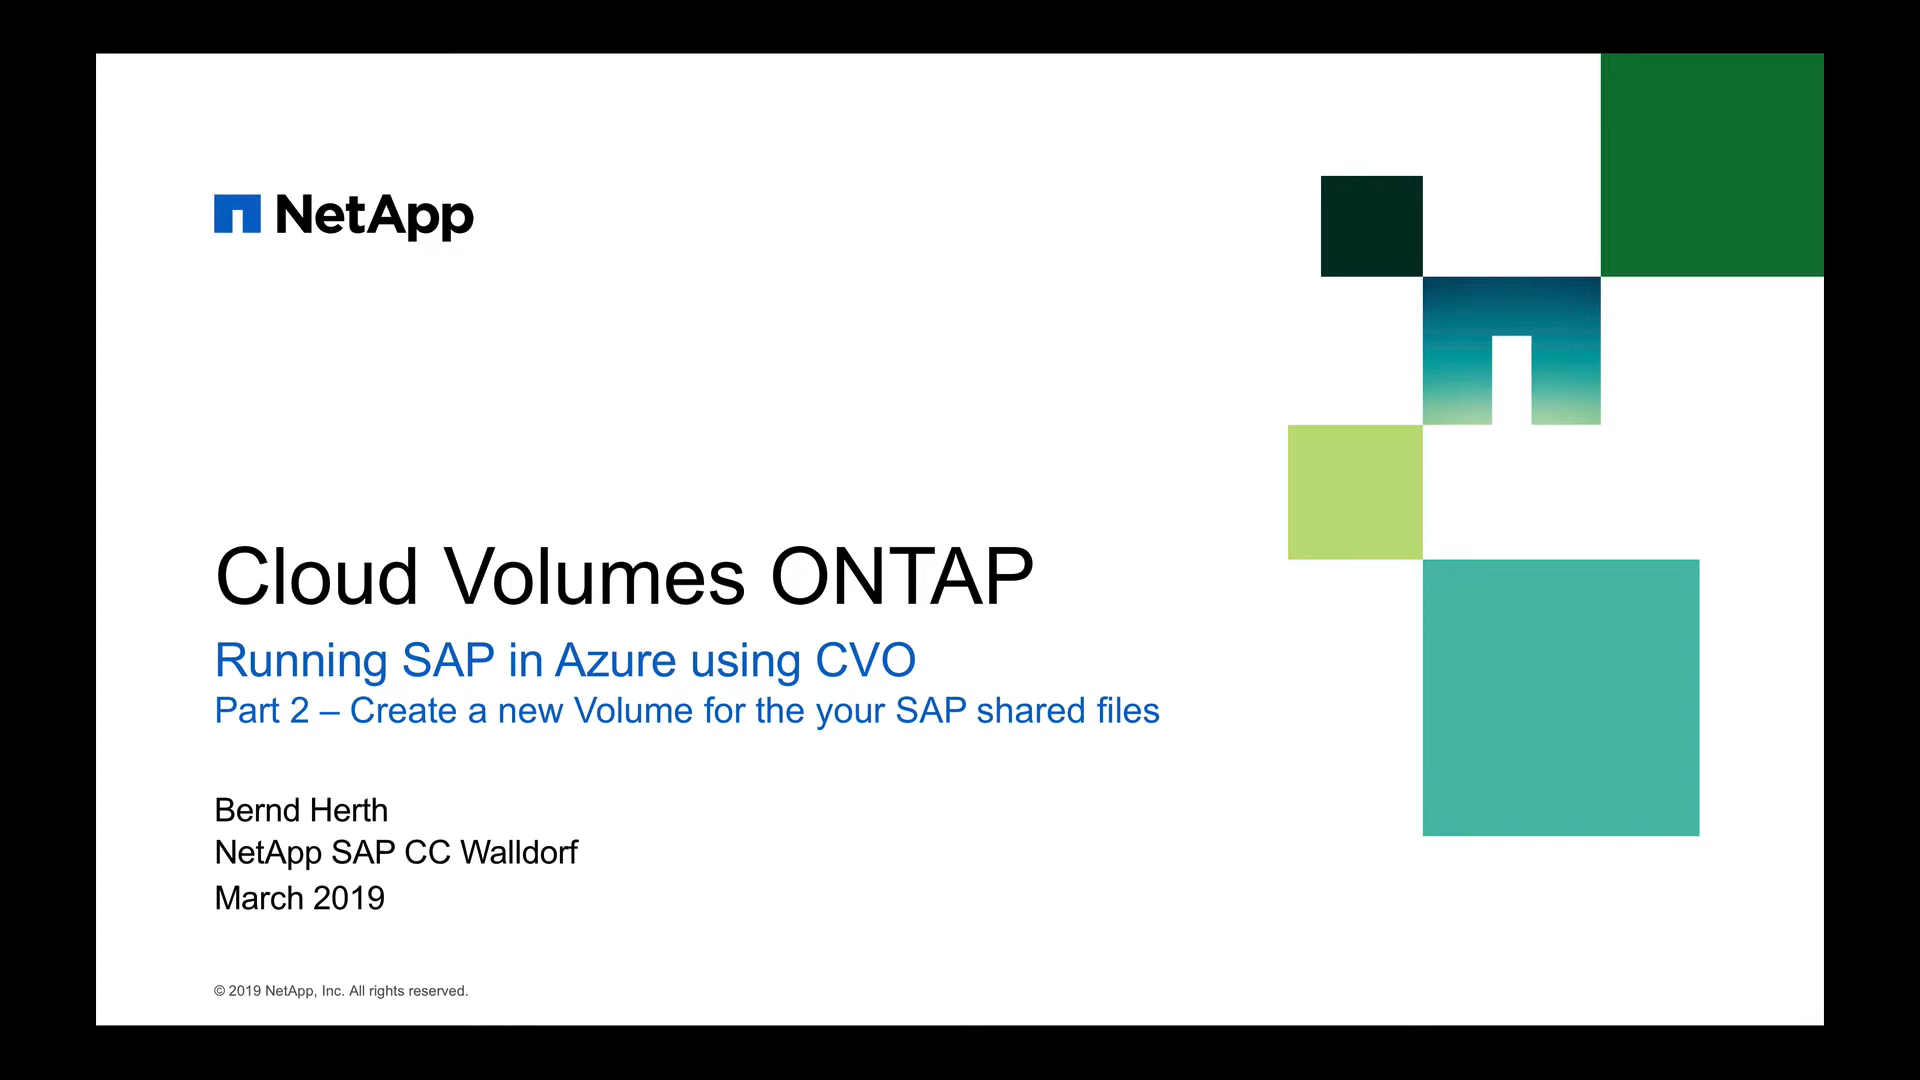 NetApp
Cloud Volumes ONTAP
Running SAP in Azure using CVO
Part 2 – Create a new Volume for the your SAP shared files
Bernd Herth
NetApp SAP CC Walldorf
March 2019
© 2019 NetApp, Inc. All rights reserved.